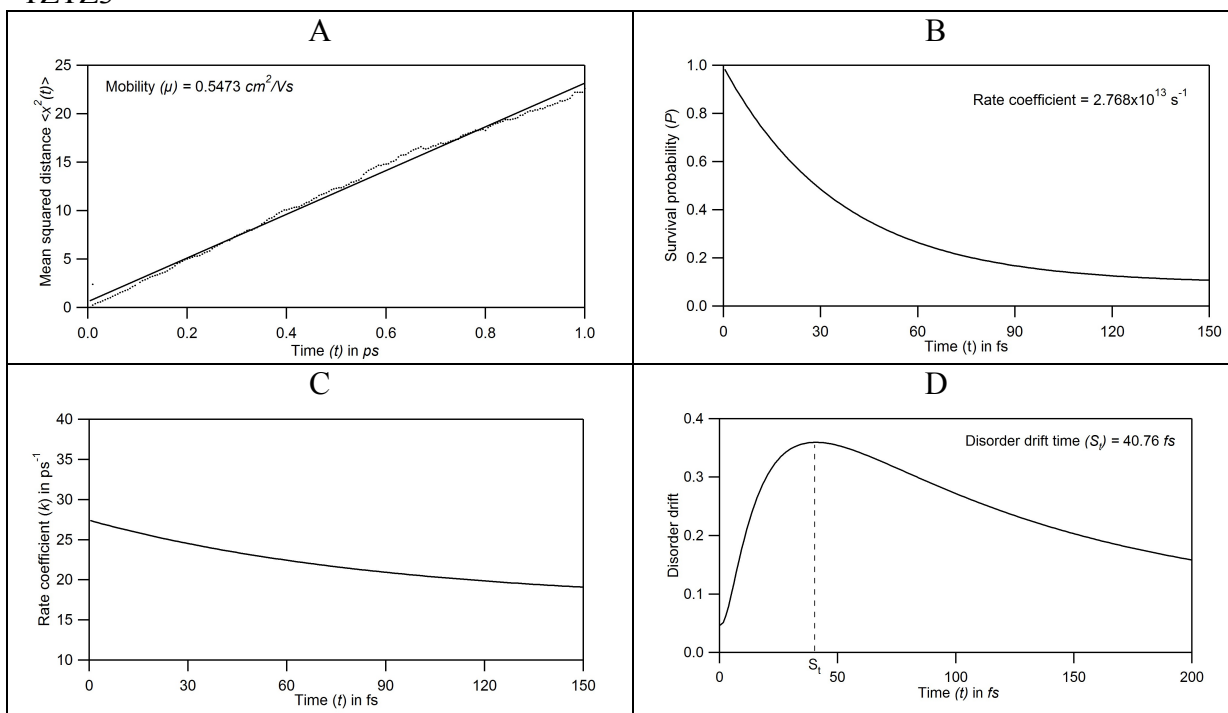 A
Mean squared distance <x²(t)>
25
20
15
10
5
0
Mobility (μ) = 0.5473 cm²/Vs
0.0 0.2 0.4 0.6 0.8 1.0
Time (t) in ps
B
Survival probability (P)
1.0
0.8
0.6
0.4
0.2
0.0
Rate coefficient = 2.768x10¹³ s⁻¹
0 30 60 90 120 150
Time (t) in fs
C
Rate coefficient (k) in ps⁻¹
40
35
30
25
20
15
10
0 30 60 90 120 150
Time (t) in fs
D
Disorder drift
0.4
0.3
0.2
0.1
0.0
Disorder drift time (Sₜ) = 40.76 fs
Sₜ
0 50 100 150 200
Time (t) in fs